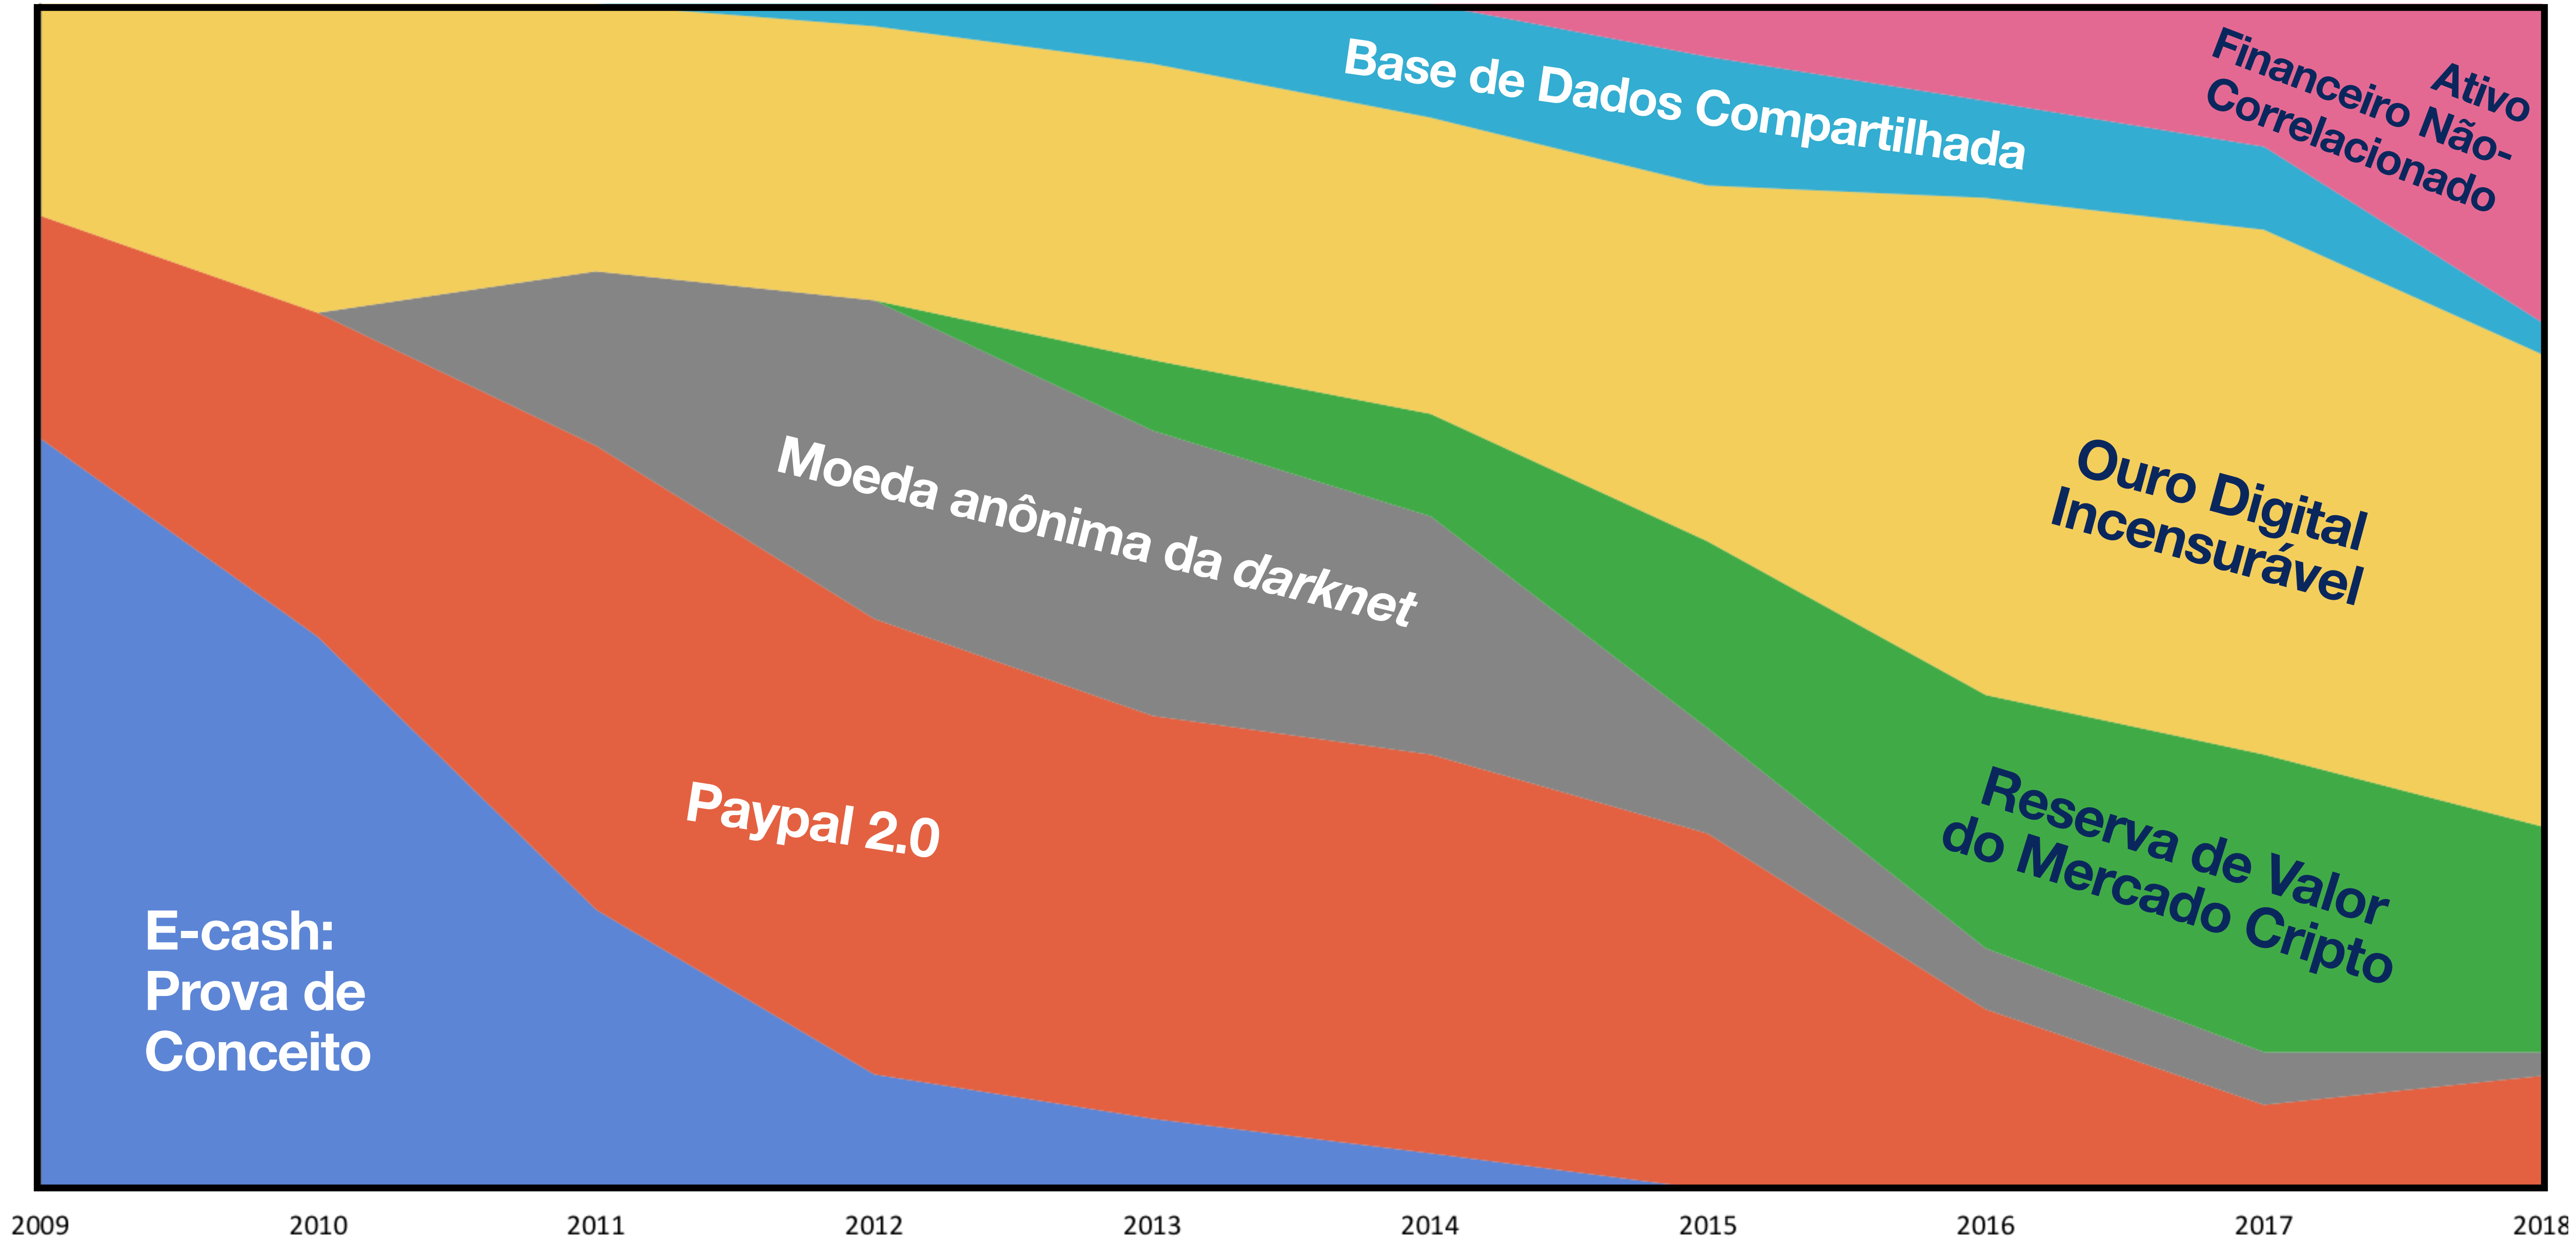 Base de Dados Compartilhada
Ativo
Financeiro Não-
Correlacionado
Moeda anônima da darknet
Ouro Digital
Incensurável
Paypal 2.0
Reserva de Valor
do Mercado Cripto
E-cash:
Prova de
Conceito
2009 2010 2011 2012 2013 2014 2015 2016 2017 2018